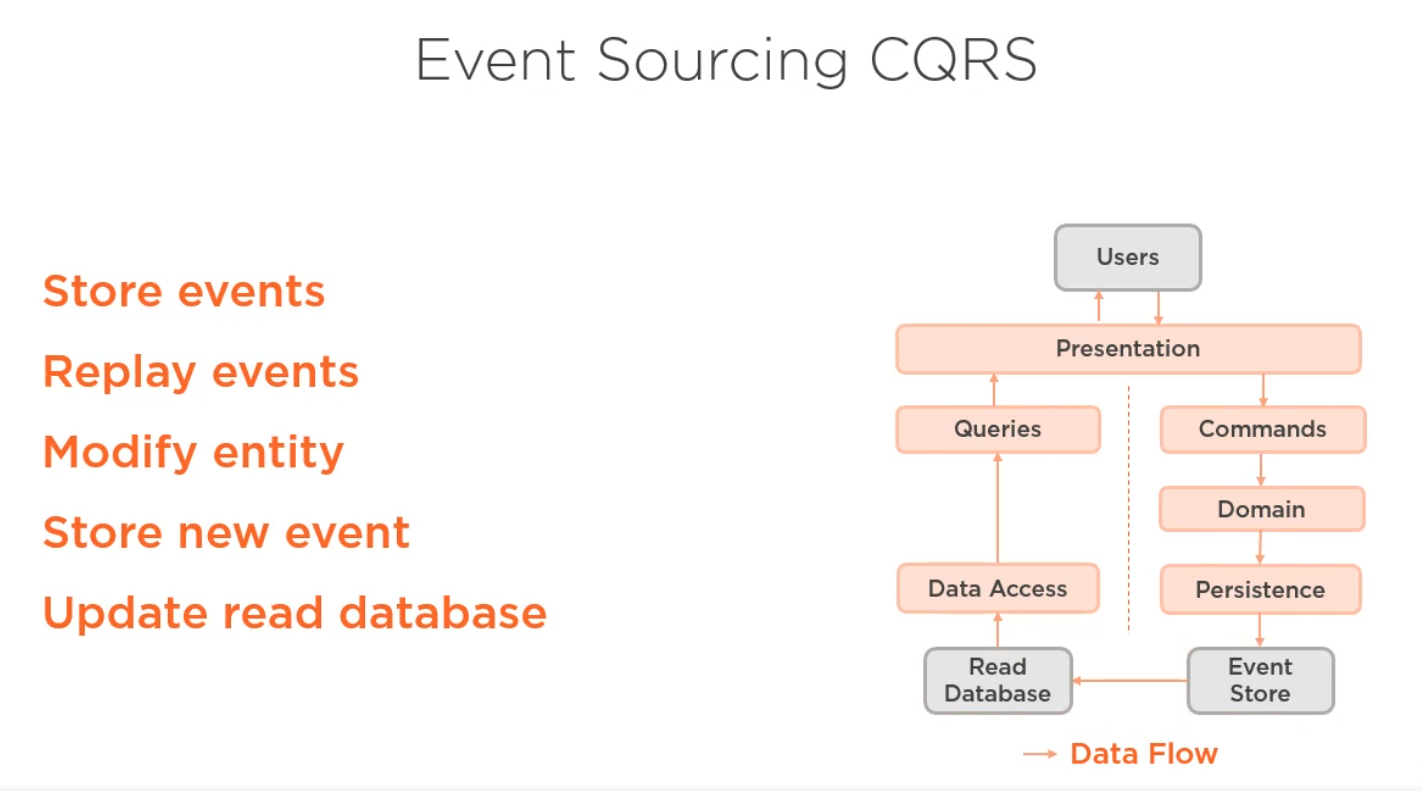 Event Sourcing CQRS
Store events
Replay events
Modify entity
Store new event
Update read database
Users
Presentation
Queries
Commands
Domain
Data Access
Persistence
Read
Database
Event
Store
Data Flow